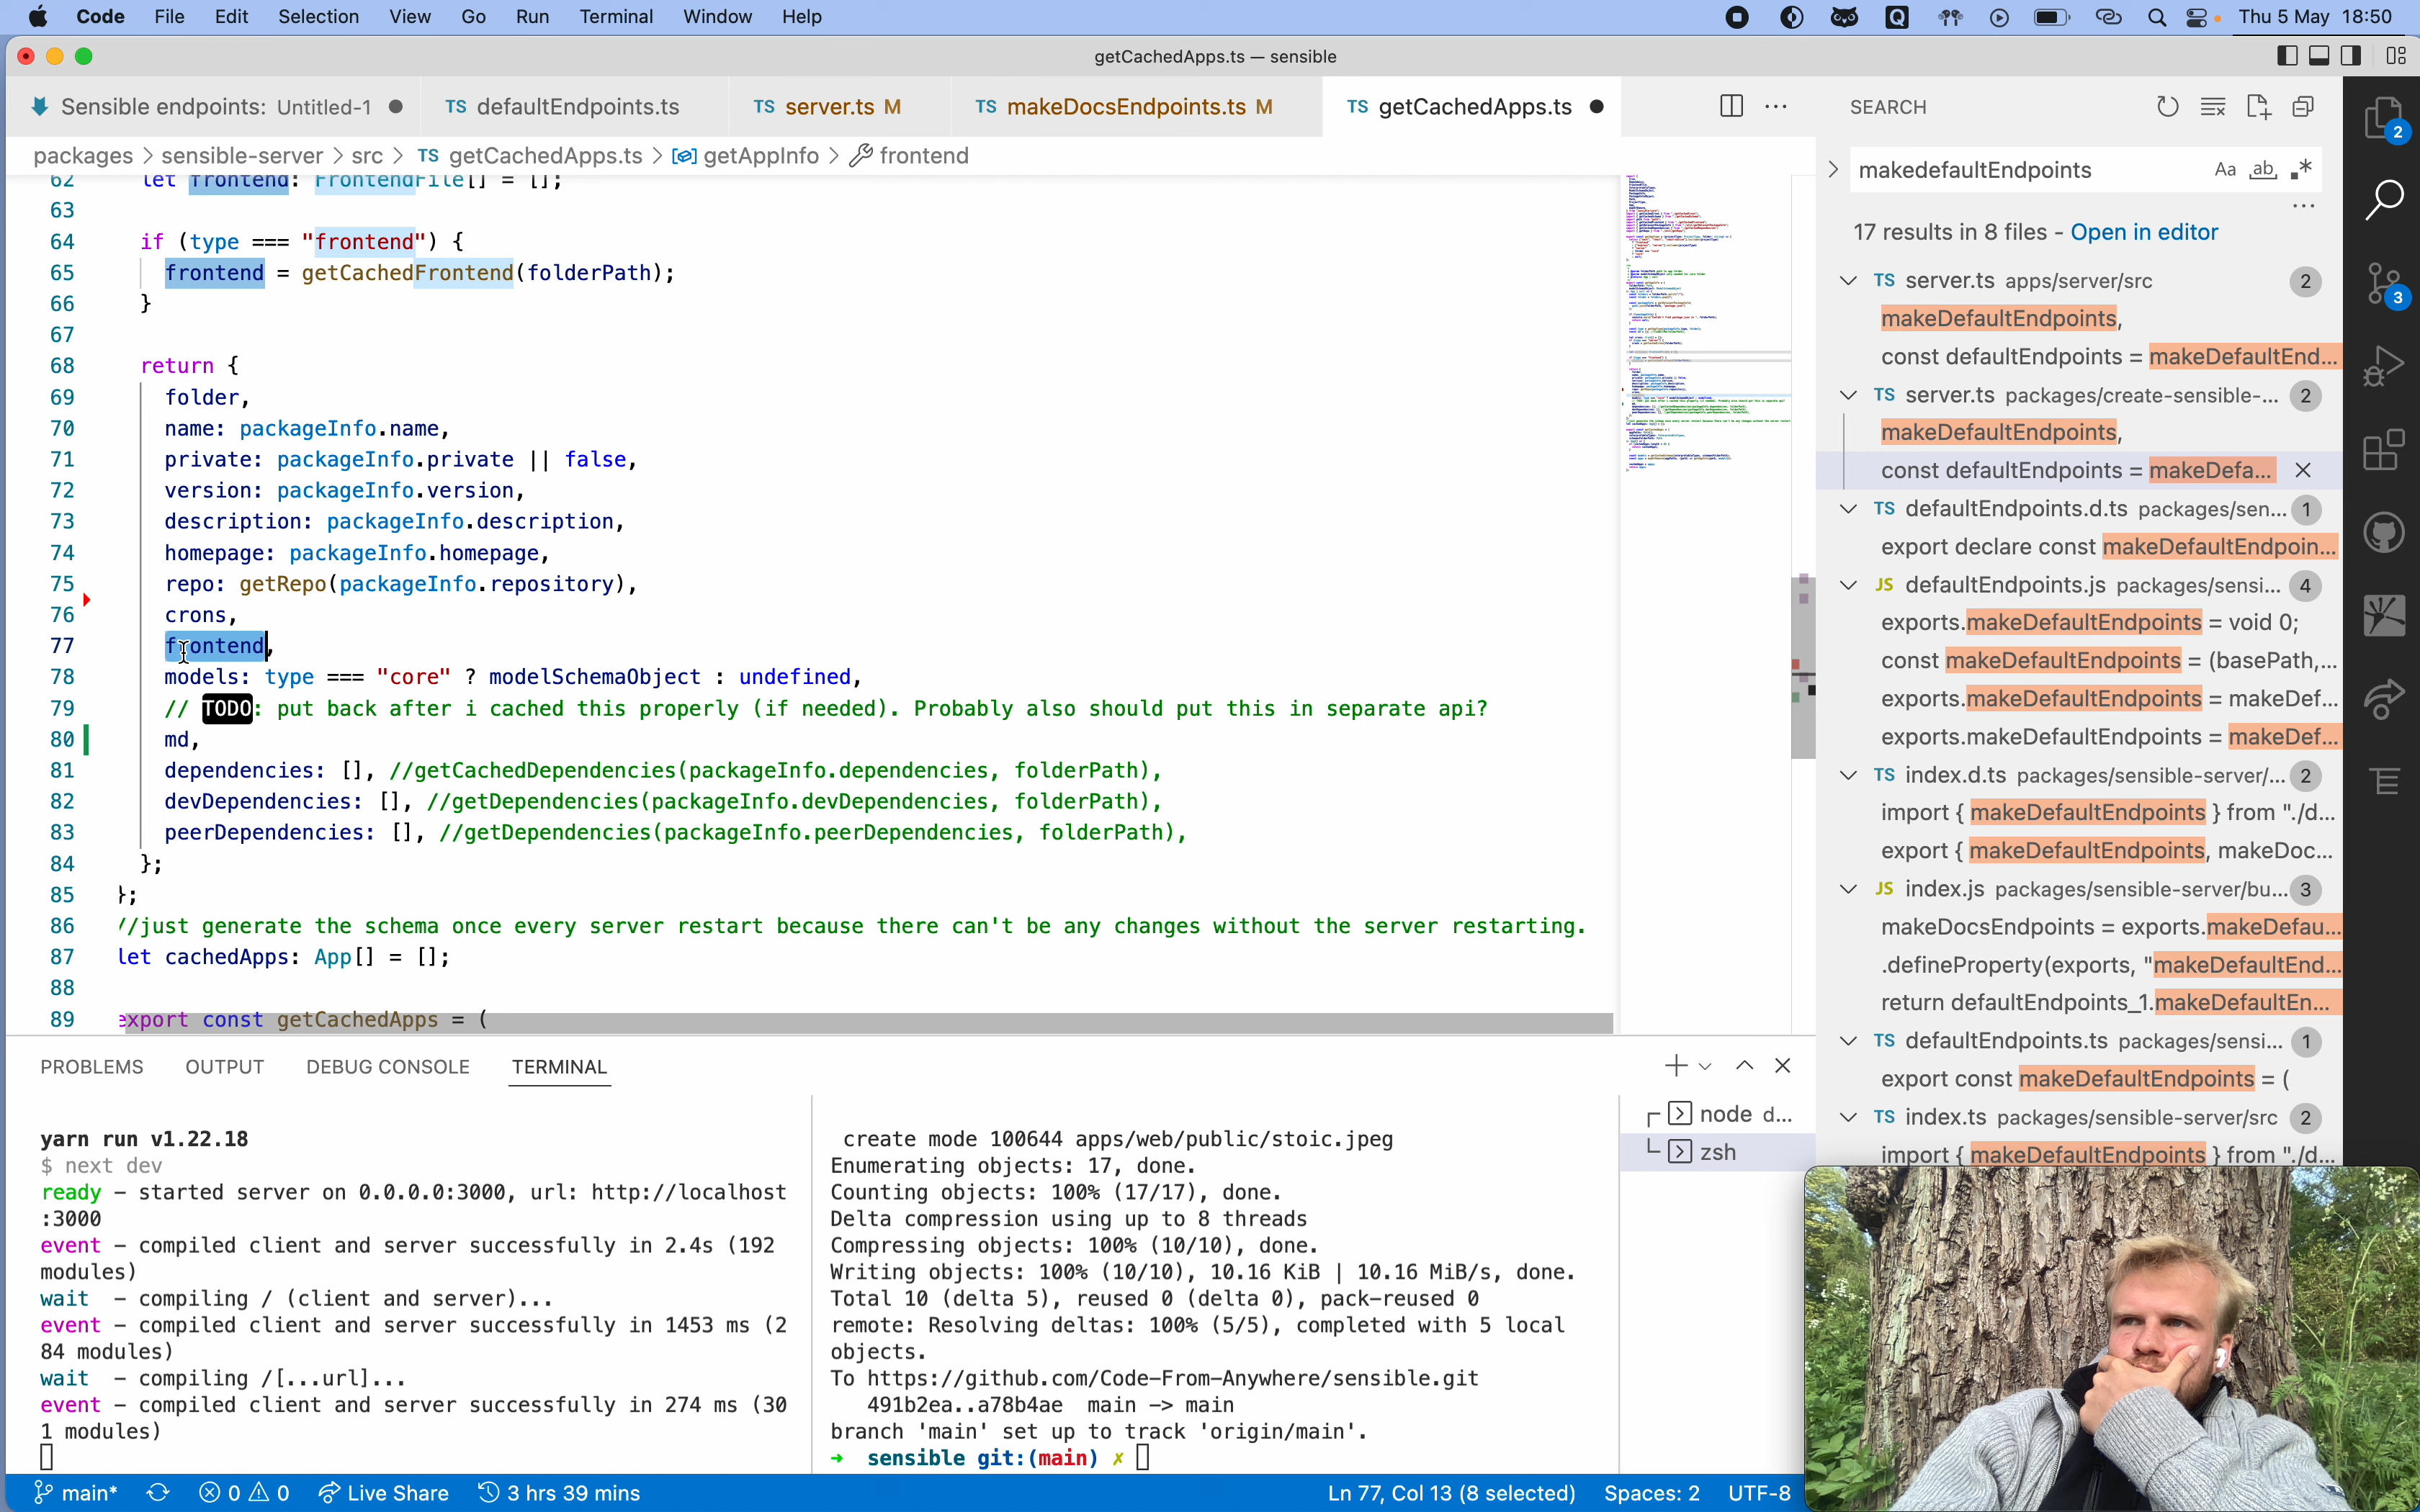 Code File Edit Selection View Go Run Terminal Window Help
Thu 5 May 18:50
getCachedApps.ts — sensible
Sensible endpoints: Untitled-1 ●
TS defaultEndpoints.ts
TS server.ts M
TS makeDocsEndpoints.ts M
TS getCachedApps.ts ●
packages > sensible-server > src > TS getCachedApps.ts > getAppInfo > frontend
62 let frontend: FrontendFile[] = [];
63
64 if (type === "frontend") {
65 frontend = getCachedFrontend(folderPath);
66 }
67
68 return {
69 folder,
70 name: packageInfo.name,
71 private: packageInfo.private || false,
72 version: packageInfo.version,
73 description: packageInfo.description,
74 homepage: packageInfo.homepage,
75 repo: getRepo(packageInfo.repository),
76 crons,
77 frontend,
78 models: type === "core" ? modelSchemaObject : undefined,
79 // TODO: put back after i cached this properly (if needed). Probably also should put this in separate api?
80 md,
81 dependencies: [], //getCachedDependencies(packageInfo.dependencies, folderPath),
82 devDependencies: [], //getDependencies(packageInfo.devDependencies, folderPath),
83 peerDependencies: [], //getDependencies(packageInfo.peerDependencies, folderPath),
84 };
85 };
86 //just generate the schema once every server restart because there can't be any changes without the server restarting.
87 let cachedApps: App[] = [];
88
89 export const getCachedApps = (
SEARCH
makedefaultEndpoints
Aa ab
17 results in 8 files - Open in editor
TS server.ts apps/server/src 2
makeDefaultEndpoints,
const defaultEndpoints = makeDefaultEnd...
TS server.ts packages/create-sensible-... 2
makeDefaultEndpoints,
const defaultEndpoints = makeDefa...
TS defaultEndpoints.d.ts packages/sen... 1
export declare const makeDefaultEndpoin...
JS defaultEndpoints.js packages/sensi... 4
exports.makeDefaultEndpoints = void 0;
const makeDefaultEndpoints = (basePath,...
exports.makeDefaultEndpoints = makeDef...
exports.makeDefaultEndpoints = makeDef...
TS index.d.ts packages/sensible-server/... 2
import { makeDefaultEndpoints } from "./d...
export { makeDefaultEndpoints, makeDoc...
JS index.js packages/sensible-server/bu... 3
makeDocsEndpoints = exports.makeDefau...
.defineProperty(exports, "makeDefaultEnd...
return defaultEndpoints_1.makeDefaultEn...
TS defaultEndpoints.ts packages/sensi... 1
export const makeDefaultEndpoints = (
TS index.ts packages/sensible-server/src 2
import { makeDefaultEndpoints } from "./d...
2
3
PROBLEMS OUTPUT DEBUG CONSOLE TERMINAL
yarn run v1.22.18
$ next dev
ready – started server on 0.0.0.0:3000, url: http://localhost
:3000
event – compiled client and server successfully in 2.4s (192
modules)
wait – compiling / (client and server)...
event – compiled client and server successfully in 1453 ms (2
84 modules)
wait – compiling /[...url]...
event – compiled client and server successfully in 274 ms (30
1 modules)
create mode 100644 apps/web/public/stoic.jpeg
Enumerating objects: 17, done.
Counting objects: 100% (17/17), done.
Delta compression using up to 8 threads
Compressing objects: 100% (10/10), done.
Writing objects: 100% (10/10), 10.16 KiB | 10.16 MiB/s, done.
Total 10 (delta 5), reused 0 (delta 0), pack-reused 0
remote: Resolving deltas: 100% (5/5), completed with 5 local
objects.
To https://github.com/Code-From-Anywhere/sensible.git
491b2ea..a78b4ae main -> main
branch 'main' set up to track 'origin/main'.
➜ sensible git:(main) ✗
node d...
zsh
main* 0 0 Live Share 3 hrs 39 mins
Ln 77, Col 13 (8 selected) Spaces: 2 UTF-8